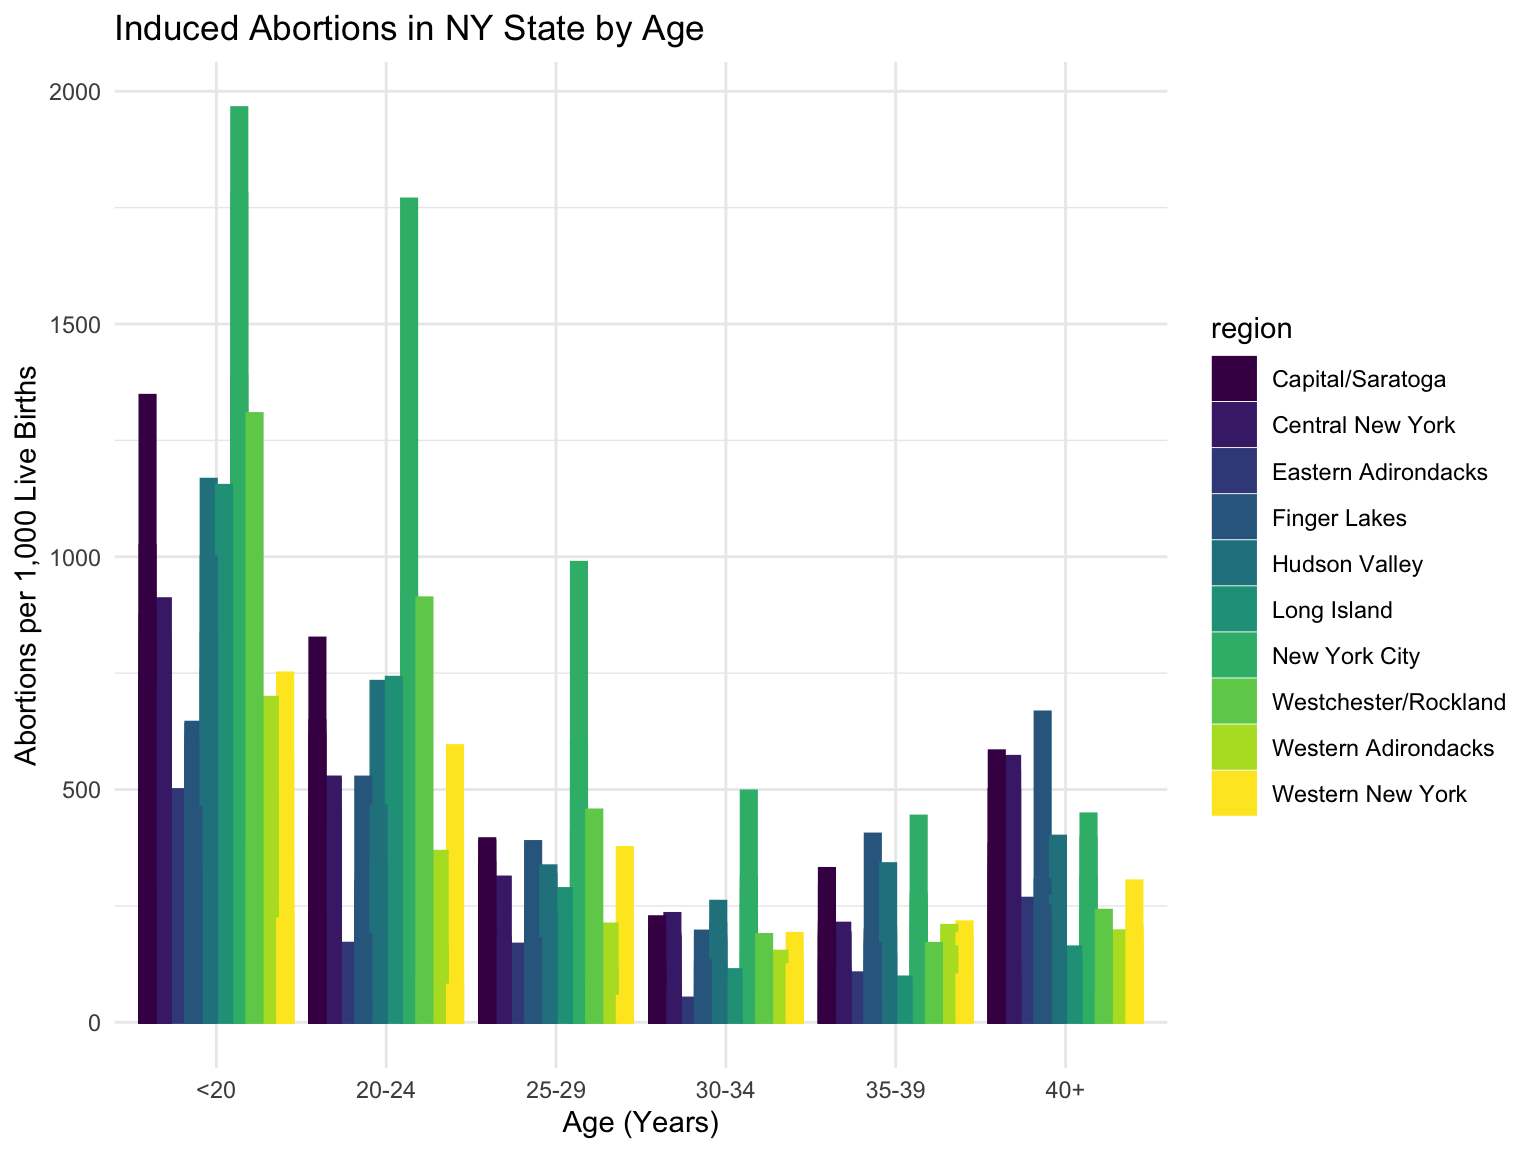 Induced Abortions in NY State by Age
Abortions per 1,000 Live Births
2000
1500
1000
500
0
<20 20-24 25-29 30-34 35-39 40+
Age (Years)
region
Capital/Saratoga
Central New York
Eastern Adirondacks
Finger Lakes
Hudson Valley
Long Island
New York City
Westchester/Rockland
Western Adirondacks
Western New York